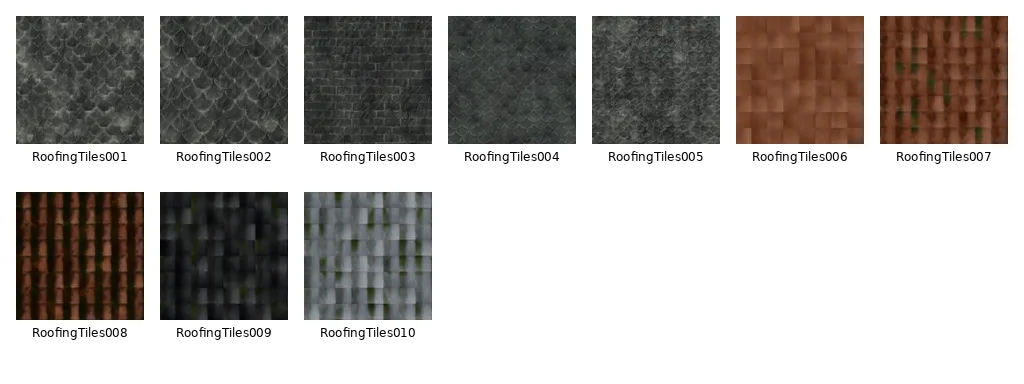 RoofingTiles001
RoofingTiles002
RoofingTiles003
RoofingTiles004
RoofingTiles005
RoofingTiles006
RoofingTiles007
RoofingTiles008
RoofingTiles009
RoofingTiles010